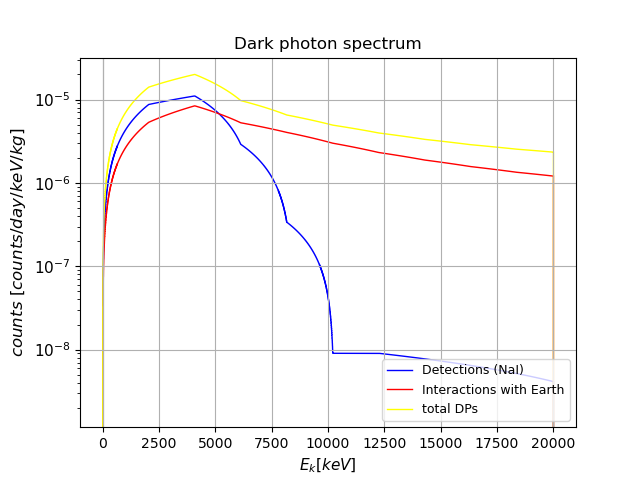 Dark photon spectrum
counts [counts/day/keV/kg]
10⁻⁵
10⁻⁶
10⁻⁷
10⁻⁸
0 2500 5000 7500 10000 12500 15000 17500 20000
E_k[keV]
Detections (NaI)
Interactions with Earth
total DPs